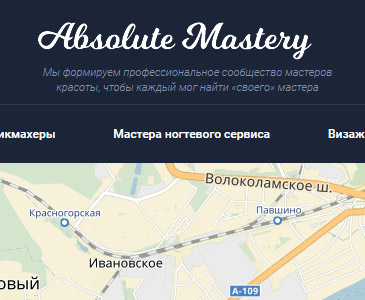 Absolute Mastery
Мы формируем профессиональное сообщество мастеров
красоты, чтобы каждый мог найти «своего» мастера
икмахеры Мастера ногтевого сервиса Визаж
Волоколамское ш.
Красногорская Павшино
Ивановское
овый
А-109